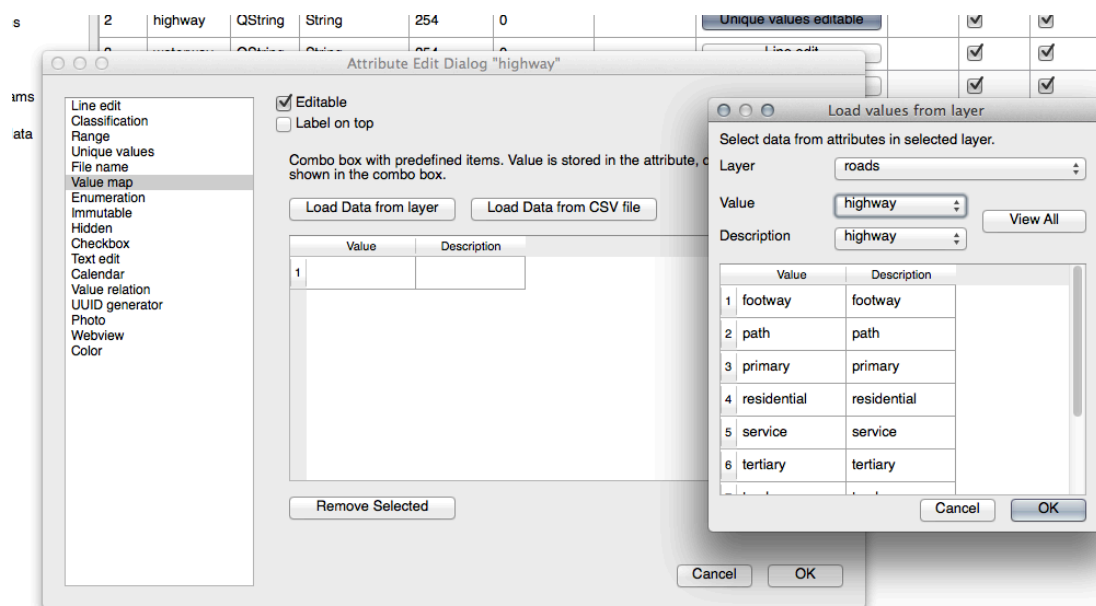 s
2 highway QString String 254 0 Unique values editable
Attribute Edit Dialog "highway"
ams
ata
Line edit
Classification
Range
Unique values
File name
Value map
Enumeration
Immutable
Hidden
Checkbox
Text edit
Calendar
Value relation
UUID generator
Photo
Webview
Color
Editable
Label on top
Combo box with predefined items. Value is stored in the attribute,
shown in the combo box.
Load Data from layer Load Data from CSV file
Value Description
1
Remove Selected
Cancel OK
Load values from layer
Select data from attributes in selected layer.
Layer roads
Value highway
View All
Description highway
Value Description
1 footway footway
2 path path
3 primary primary
4 residential residential
5 service service
6 tertiary tertiary
Cancel OK